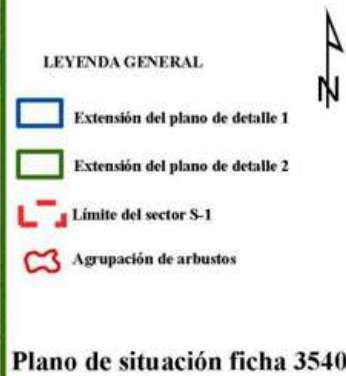 N
LEYENDA GENERAL
Extensión del plano de detalle 1
Extensión del plano de detalle 2
Límite del sector S-1
Agrupación de arbustos
Plano de situación ficha 3540